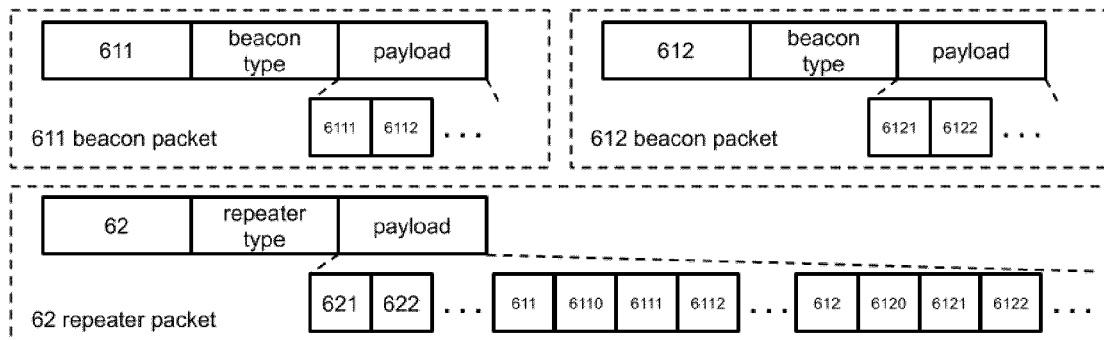 611 beacon type payload
6111 6112 ...
611 beacon packet
612 beacon type payload
6121 6122 ...
612 beacon packet
62 repeater type payload
621 622 ... 611 6110 6111 6112 ... 612 6120 6121 6122 ...
62 repeater packet